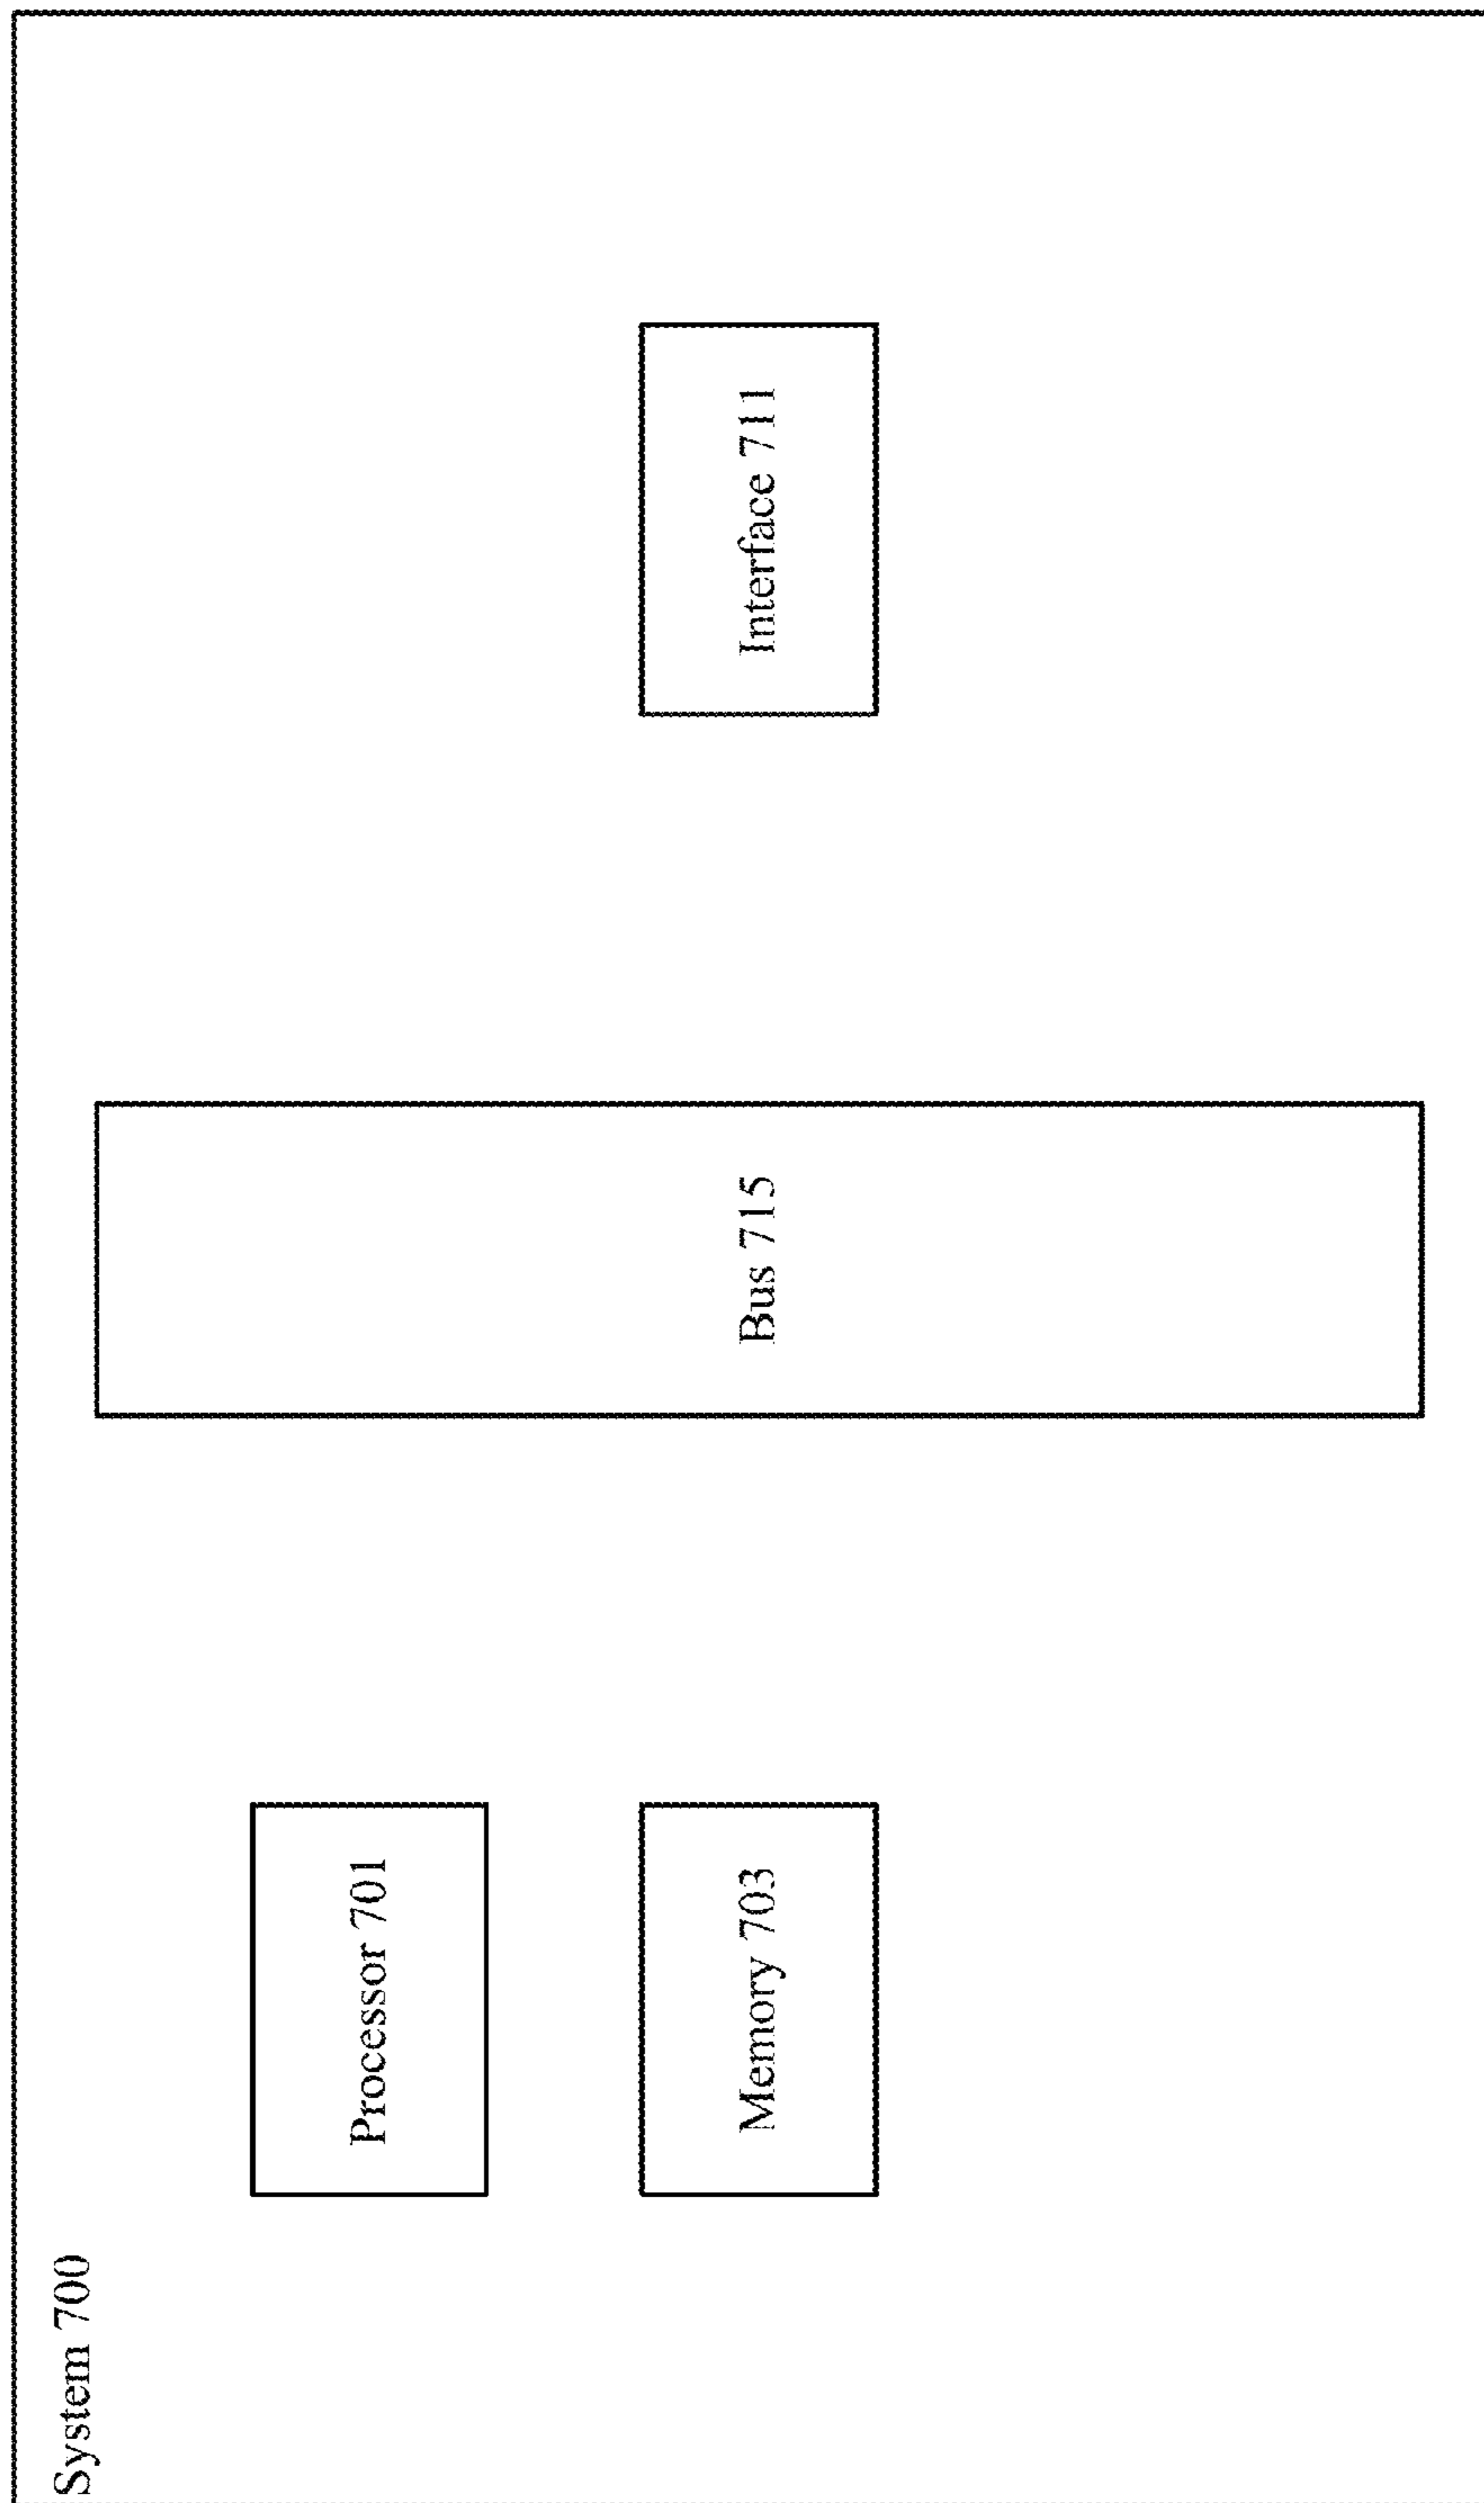 System 700
Processor 701
Memory 703
Bus 715
Interface 711